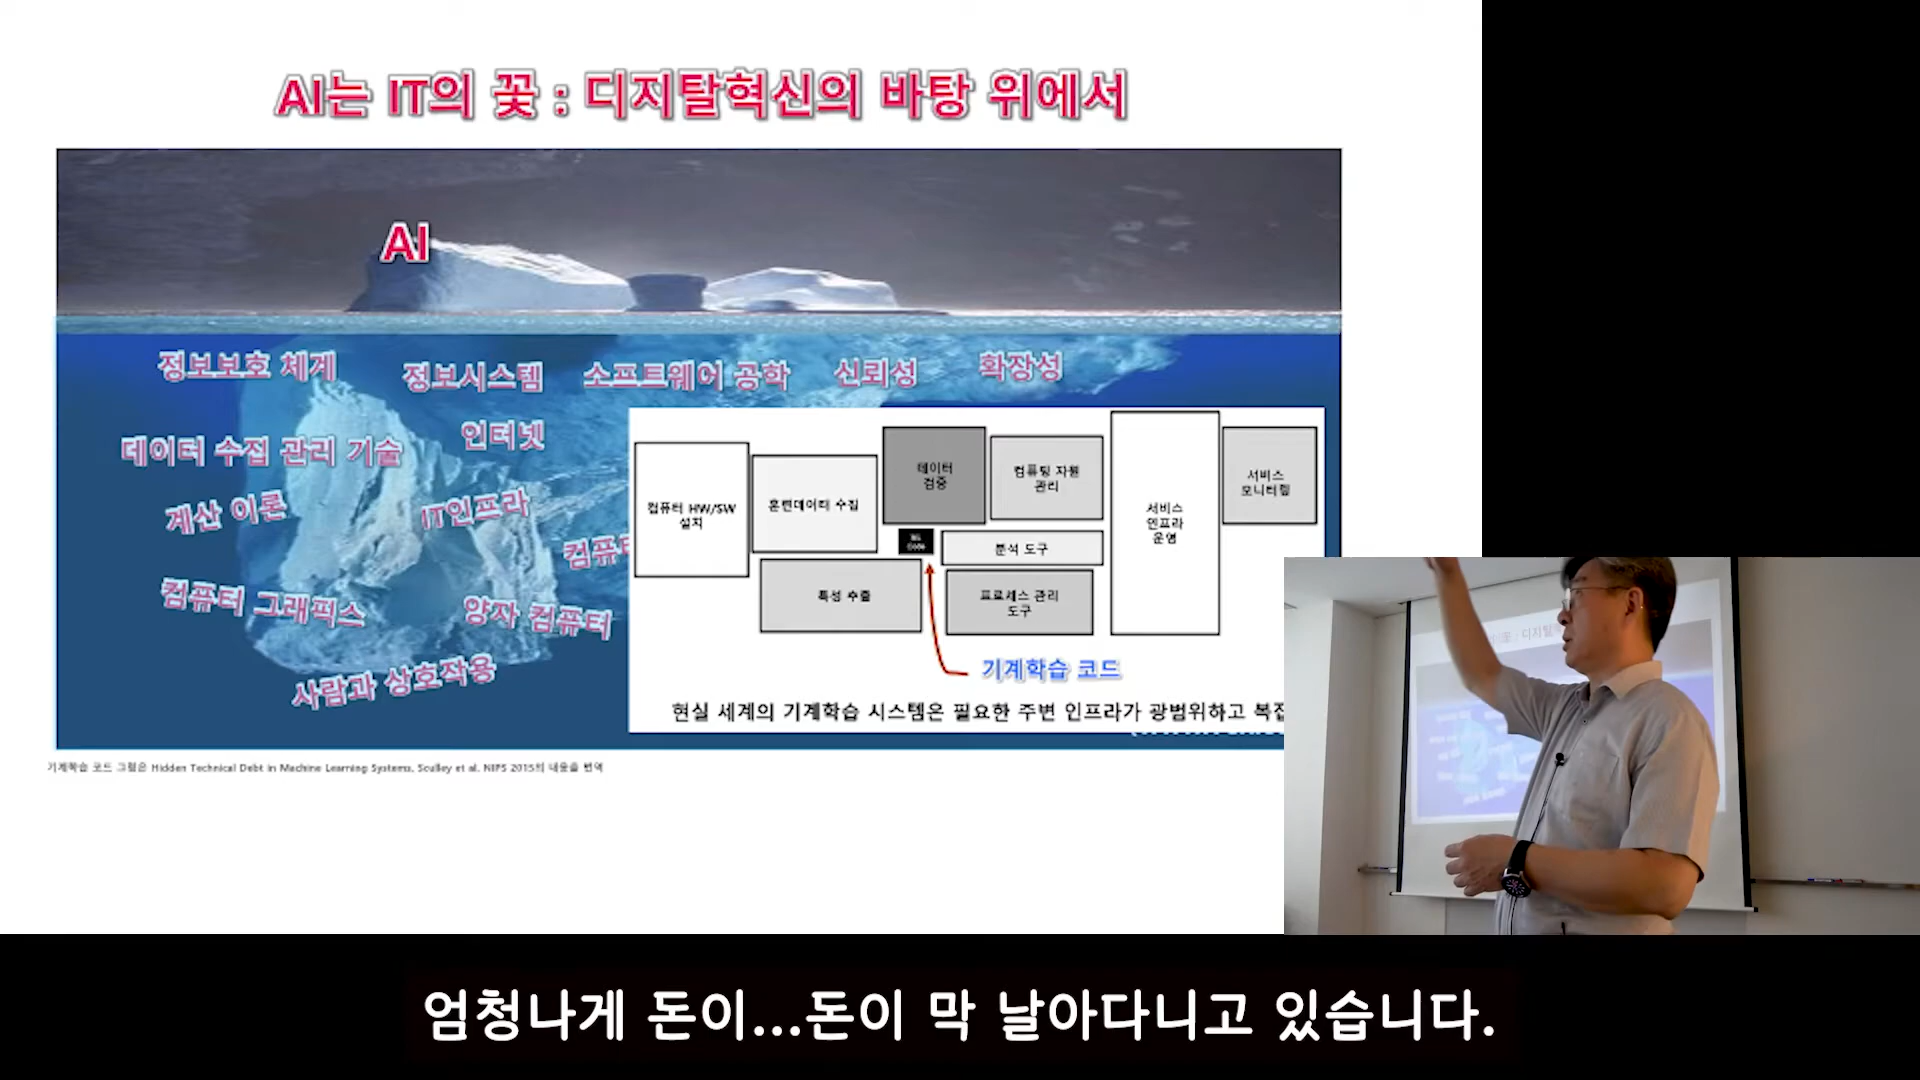 AI는 IT의 꽃 : 디지탈혁신의 바탕 위에서
AI
정보보호 체계
정보시스템
소프트웨어 공학
신뢰성
확장성
데이터 수집 관리 기술
인터넷
계산 이론
IT인프라
컴퓨터 그래픽스
양자 컴퓨터
사람과 상호작용
컴퓨터 HW/SW
설치
훈련데이터 수집
데이터
검증
컴퓨팅 자원
관리
서비스
인프라
운영
서비스
모니터링
ML
Code
분석 도구
특성 추출
프로세스 관리
도구
기계학습 코드
현실 세계의 기계학습 시스템은 필요한 주변 인프라가 광범위하고
기계학습 코드 그림은 Hidden Technical Debt in Machine Learning Systems, Sculley et al. NIPS 2015의 내용을 번역
엄청나게 돈이...돈이 막 날아다니고 있습니다.